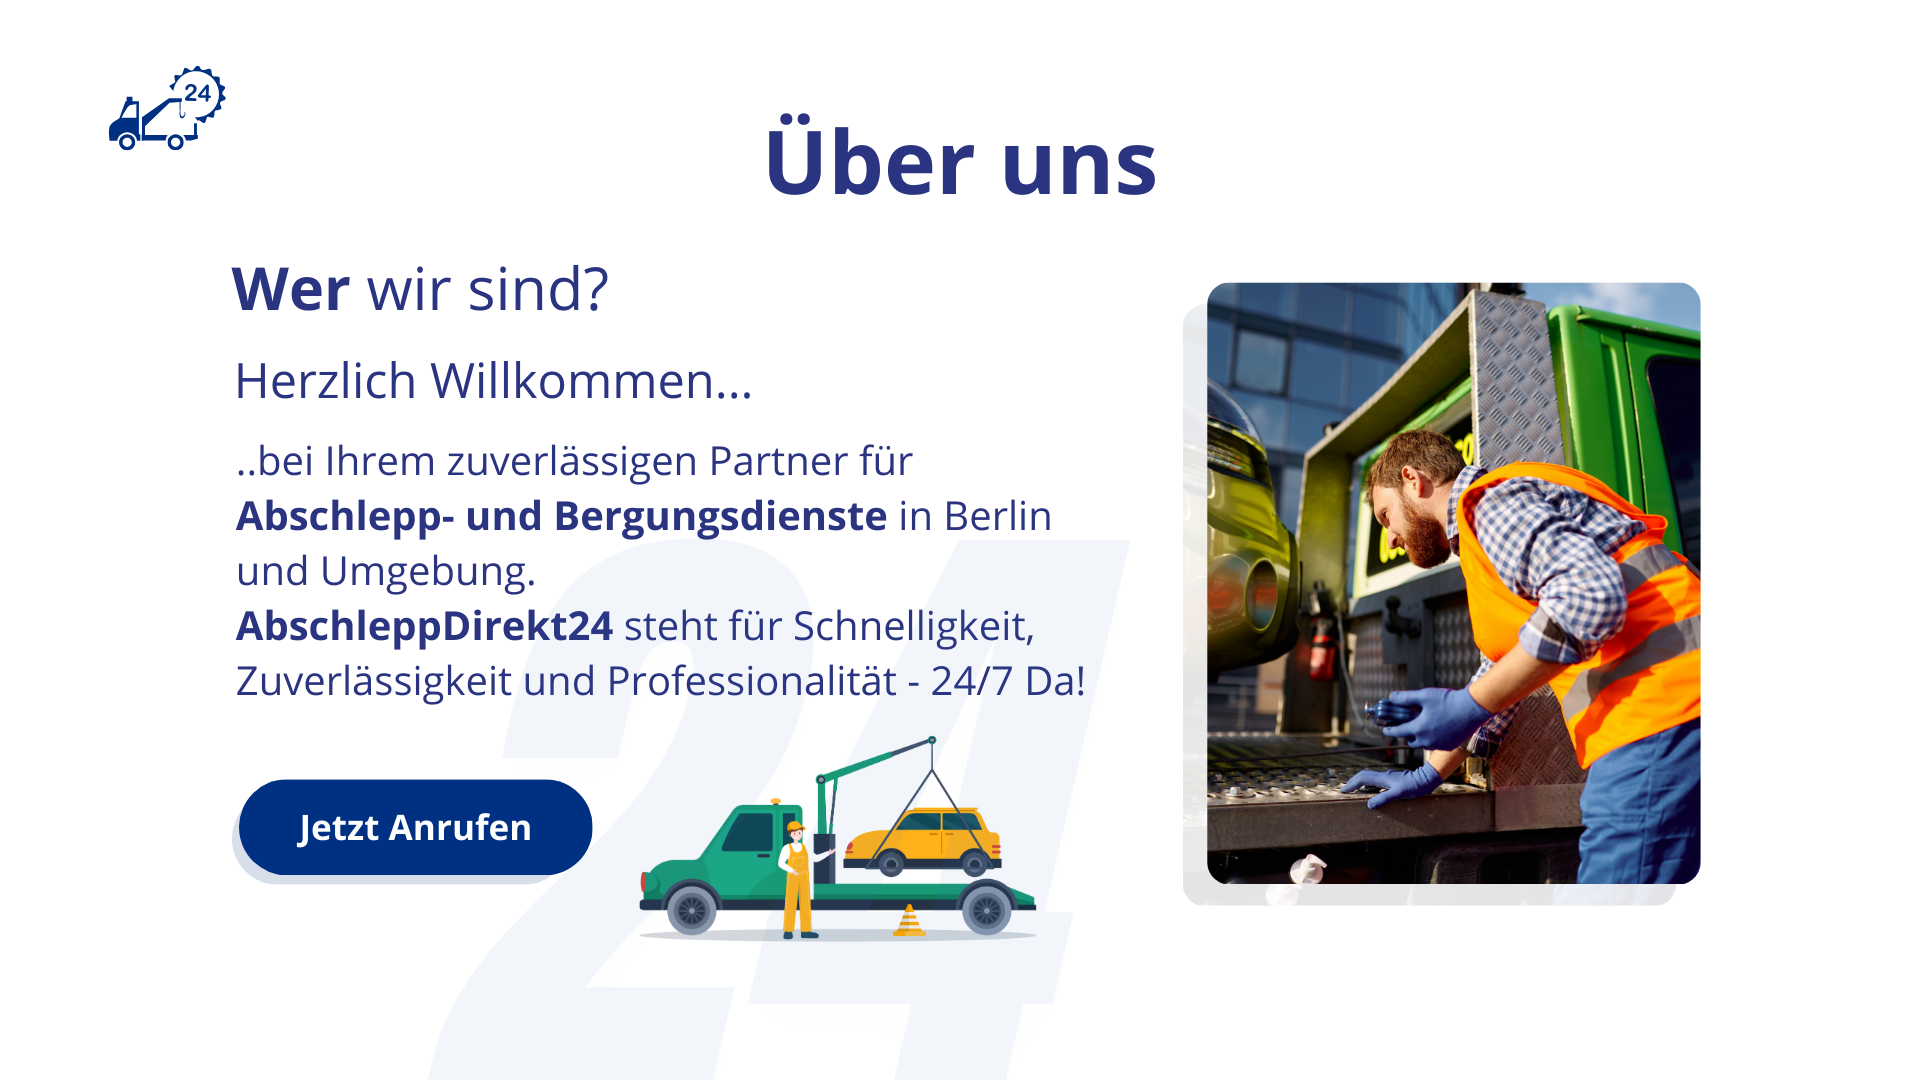 24
Über uns
Wer wir sind?
Herzlich Willkommen...
..bei Ihrem zuverlässigen Partner für
Abschlepp- und Bergungsdienste in Berlin
und Umgebung.
AbschleppDirekt24 steht für Schnelligkeit,
Zuverlässigkeit und Professionalität - 24/7 Da!
Jetzt Anrufen
24